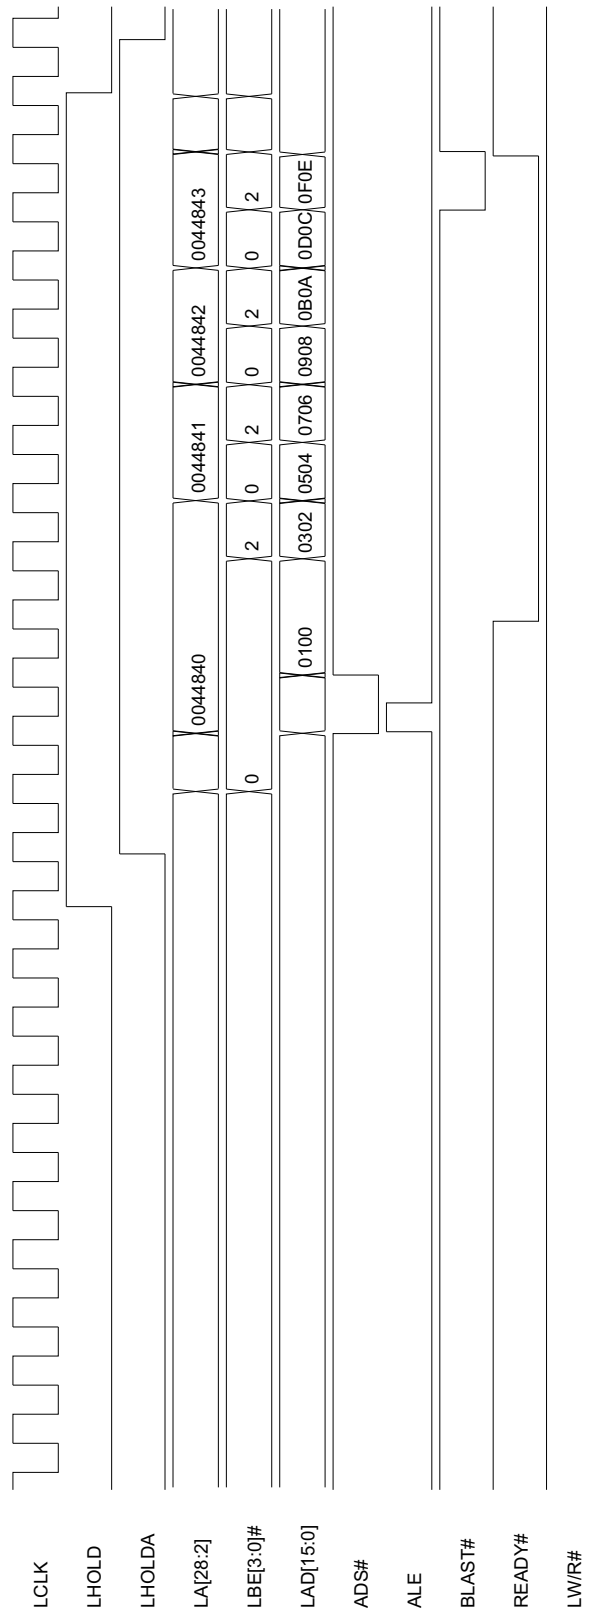 LCLK
LHOLD
LHOLDA
LA[28:2] 0044840 0044841 0044842 0044843
LBE[3:0]# 0 2 0 2 0 2 0 2
LAD[15:0] 0100 0302 0504 0706 0908 0B0A 0D0C 0F0E
ADS#
ALE
BLAST#
READY#
LW/R#